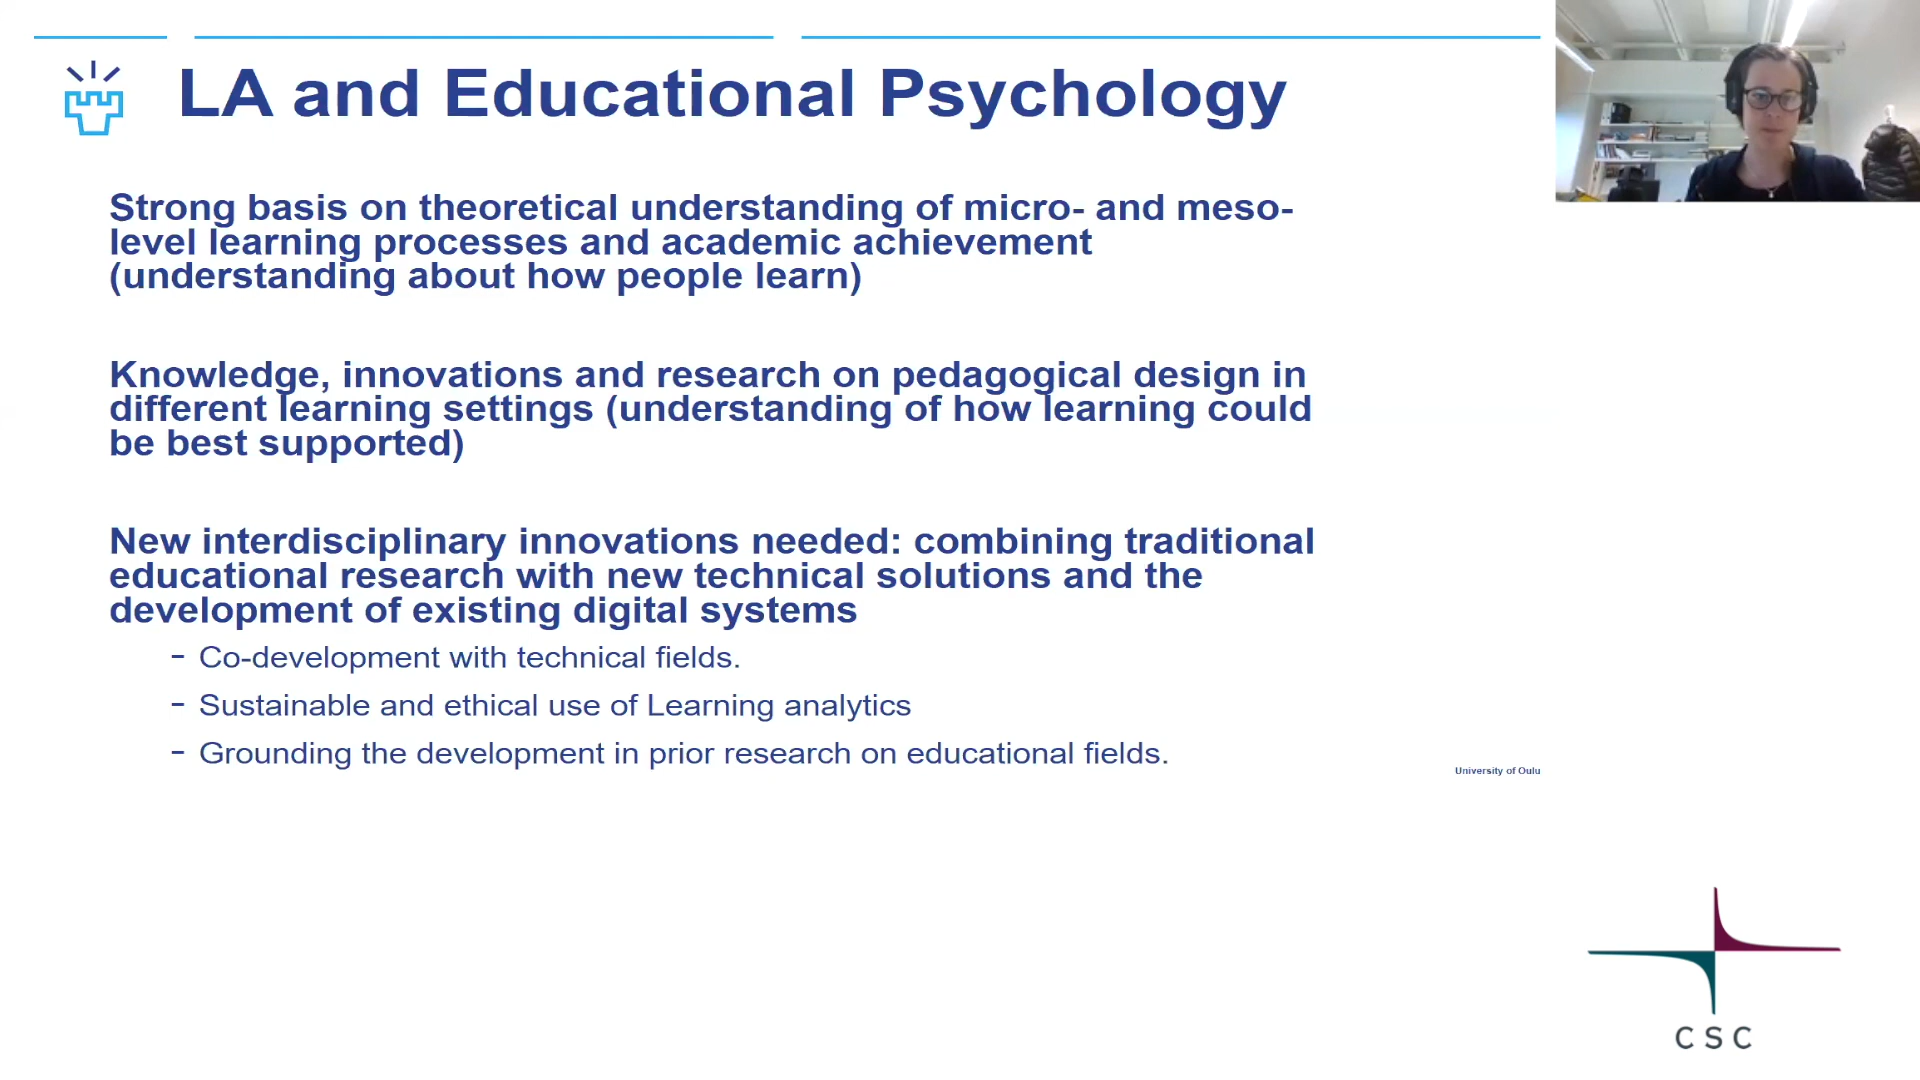 LA and Educational Psychology
Strong basis on theoretical understanding of micro- and meso-
level learning processes and academic achievement
(understanding about how people learn)
Knowledge, innovations and research on pedagogical design in
different learning settings (understanding of how learning could
be best supported)
New interdisciplinary innovations needed: combining traditional
educational research with new technical solutions and the
development of existing digital systems
– Co-development with technical fields.
– Sustainable and ethical use of Learning analytics
– Grounding the development in prior research on educational fields.
University of Oulu
CSC